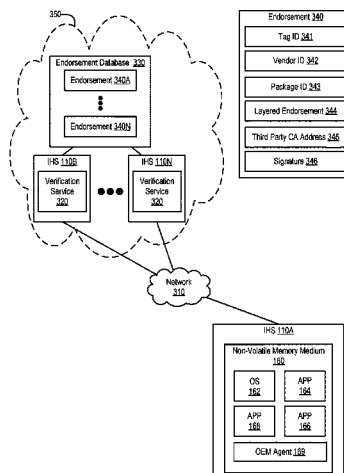 350
Endorsement Database 330
Endorsement 340A
Endorsement 340N
IHS 110B
Verification
Service
320
IHS 110N
Verification
Service
320
Endorsement 340
Tag ID 341
Vendor ID 342
Package ID 343
Layered Endorsement 344
Third Party CA Address 345
Signature 346
Network
310
IHS 110A
Non-Volatile Memory Medium
160
OS
162
APP
164
APP
168
APP
166
OEM Agent 169